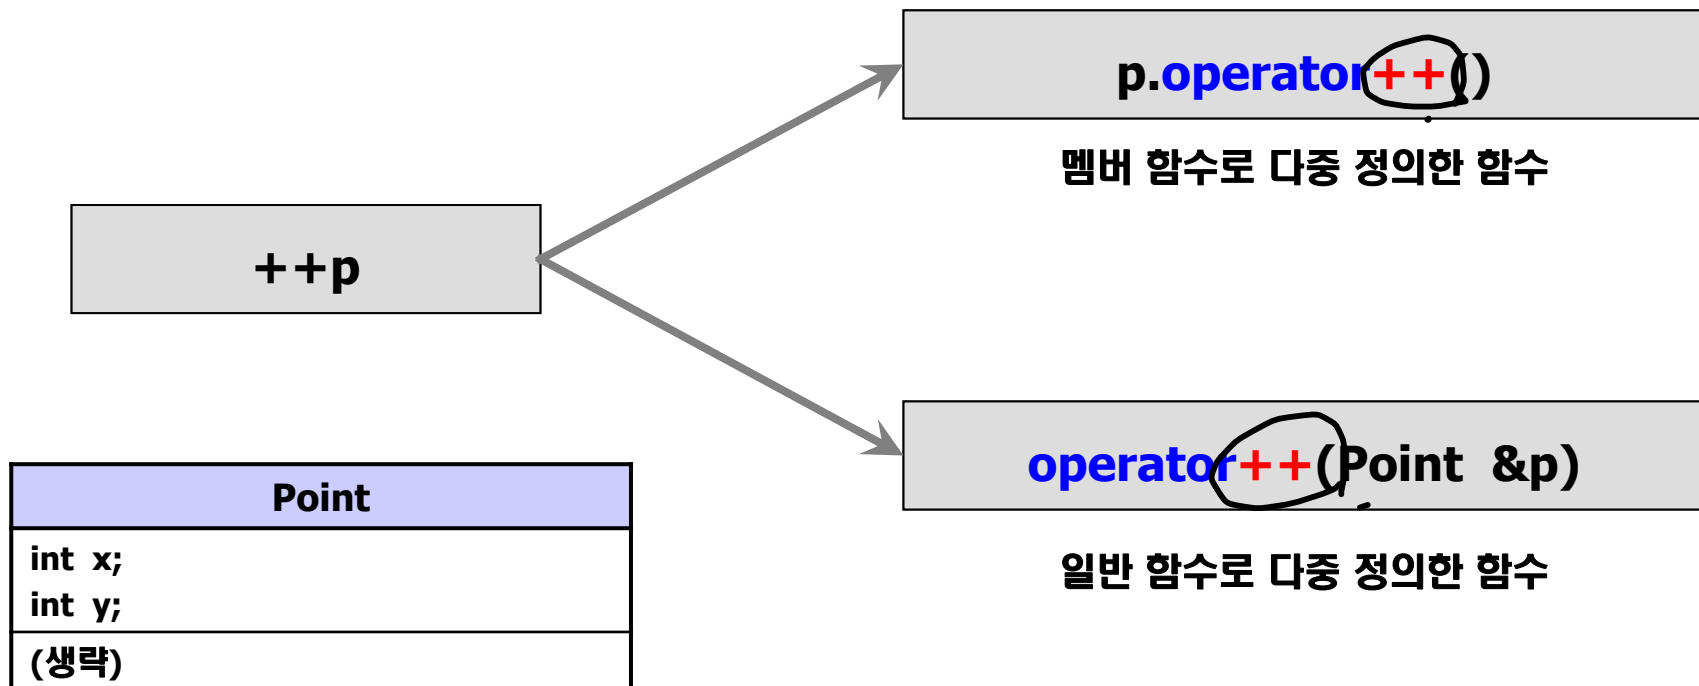 p.operator++()
멤버 함수로 다중 정의한 함수
++p
operator++(Point &p)
일반 함수로 다중 정의한 함수
Point
int x;
int y;
(생략)